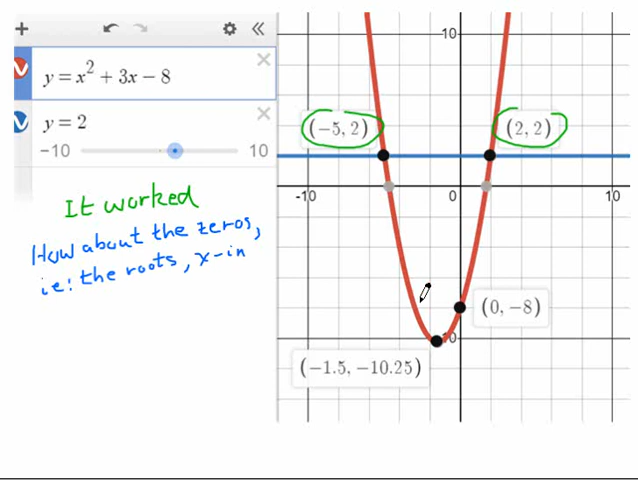 y = x² + 3x − 8
y = 2
−10
10
It worked
How about the zeros,
ie: the roots, x-in
10
(−5, 2)
(2, 2)
-10
0
10
(0, −8)
(−1.5, −10.25)